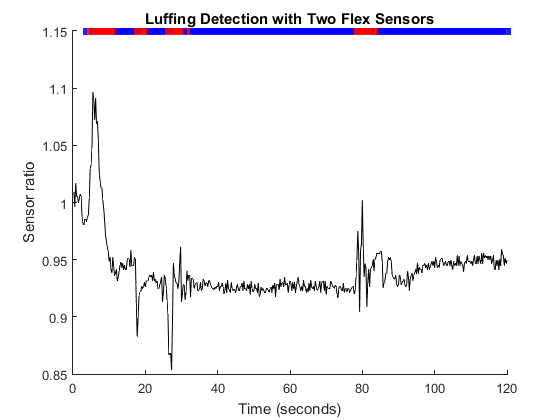 Luffing Detection with Two Flex Sensors
1.15
1.1
1.05
1
0.95
0.9
0.85
Sensor ratio
0 20 40 60 80 100 120
Time (seconds)